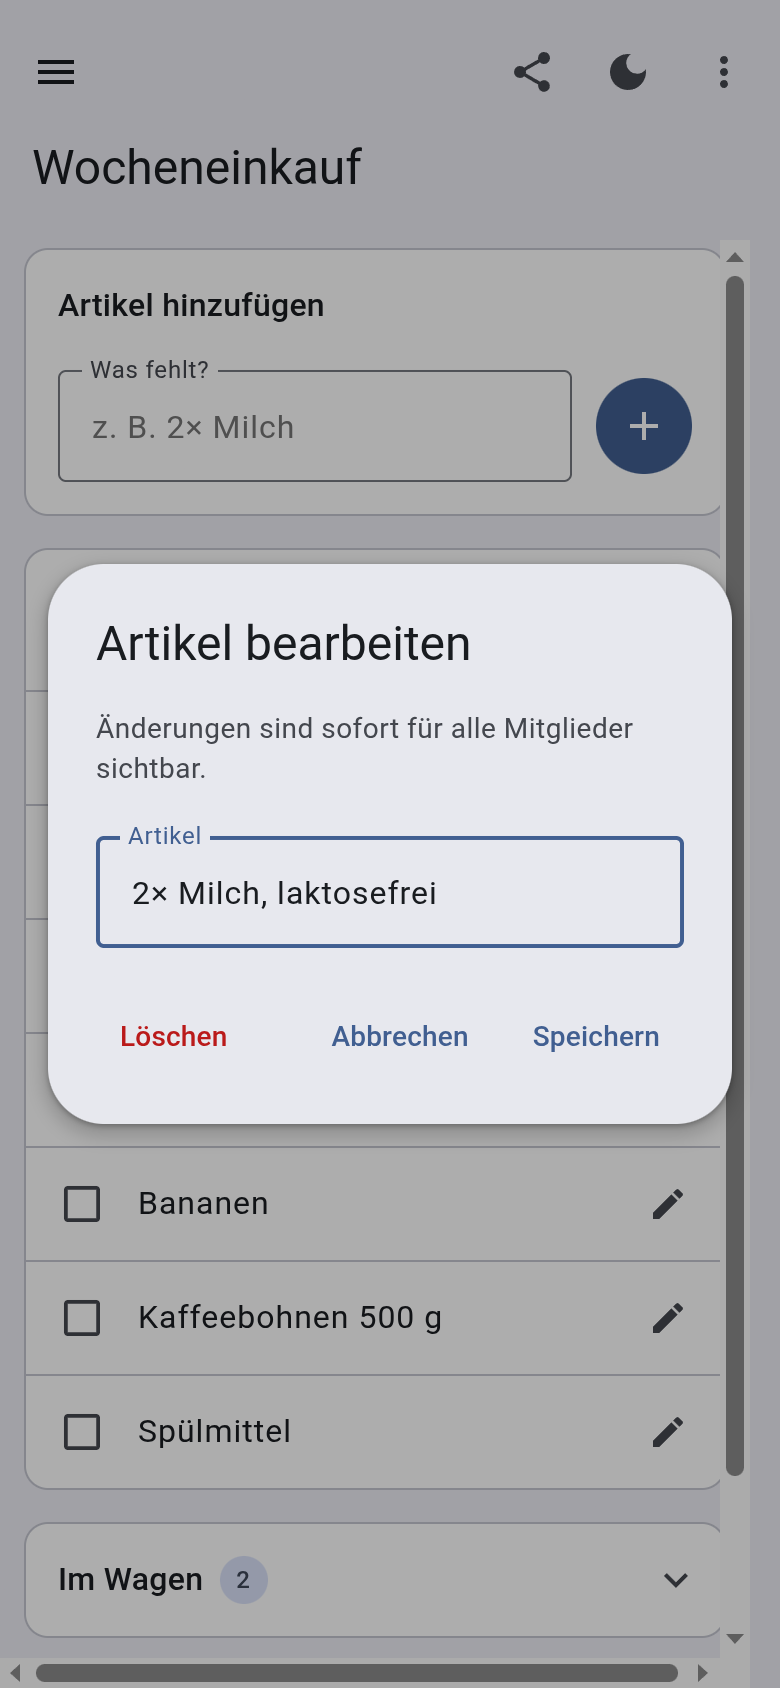 Wocheneinkauf
Artikel hinzufügen
Was fehlt?
z. B. 2× Milch
Artikel bearbeiten
Änderungen sind sofort für alle Mitglieder
sichtbar.
Artikel
2× Milch, laktosefrei
Löschen Abbrechen Speichern
Bananen
Kaffeebohnen 500 g
Spülmittel
Im Wagen 2